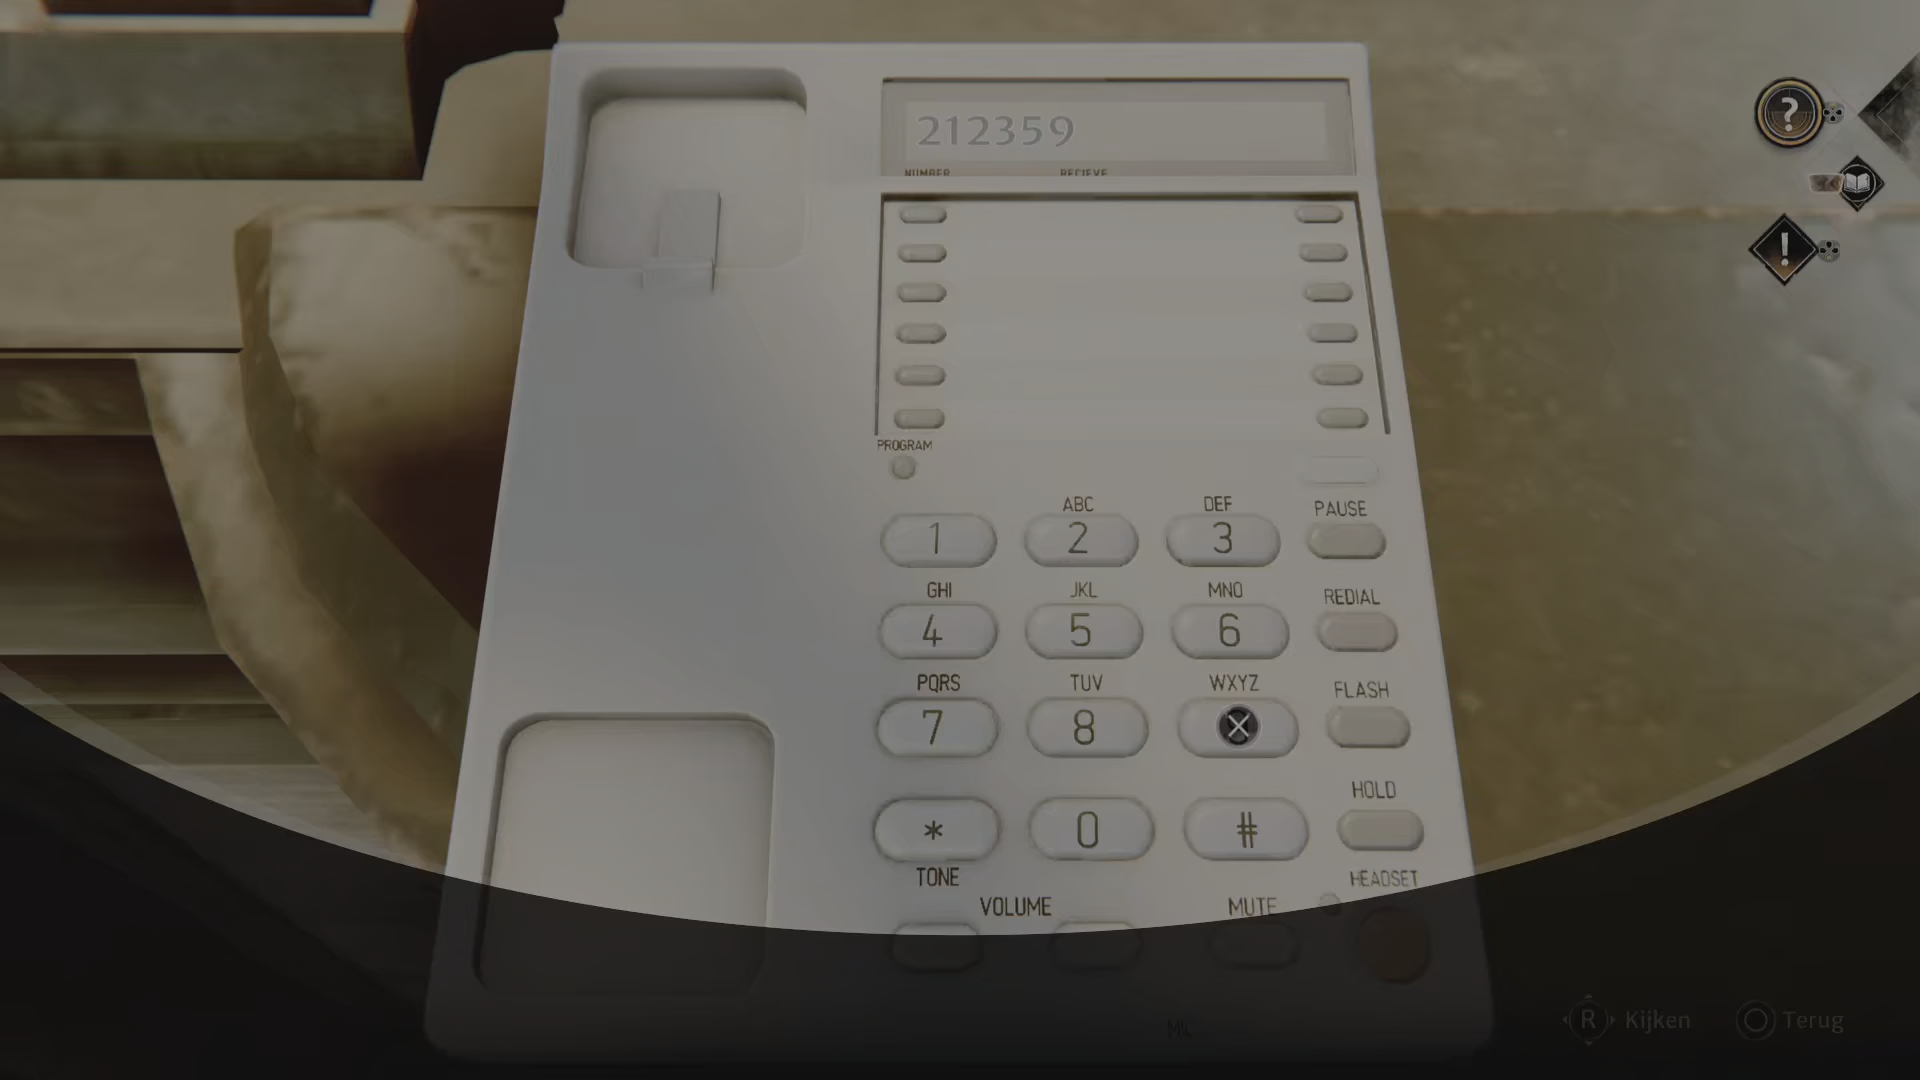 212359
NUMBER RECIEVE
PROGRAM
ABC DEF PAUSE
1 2 3
GHI JKL MNO REDIAL
4 5 6
PQRS TUV WXYZ FLASH
7 8
HOLD
* 0 #
TONE HEADSET
VOLUME MUTE
MIC
R Kijken Terug